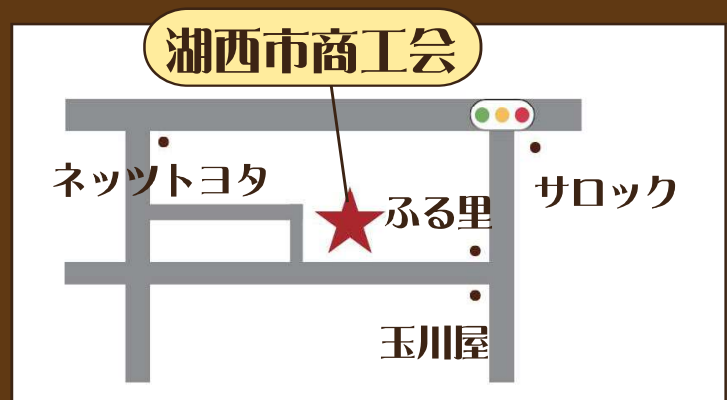 湖西市商工会
ネッツトヨタ
サロック
ふる里
玉川屋